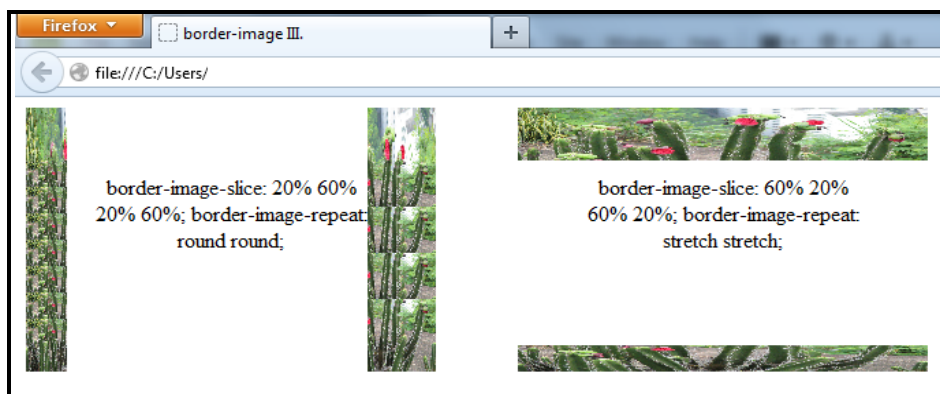 Firefox
border-image III.
file:///C:/Users/
border-image-slice: 20% 60%
20% 60%; border-image-repeat:
round round;
border-image-slice: 60% 20%
60% 20%; border-image-repeat:
stretch stretch;